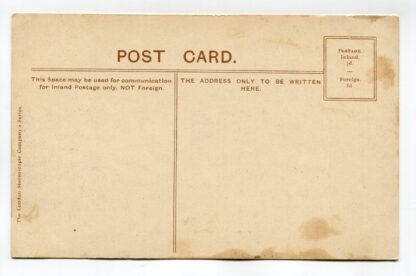 POST CARD.
This Space may be used for communication
for Inland Postage only, NOT Foreign.
THE ADDRESS ONLY TO BE WRITTEN
HERE.
POSTAGE
Inland,
½d.
—
Foreign.
1d.
The London Stereoscopic Company's Series.